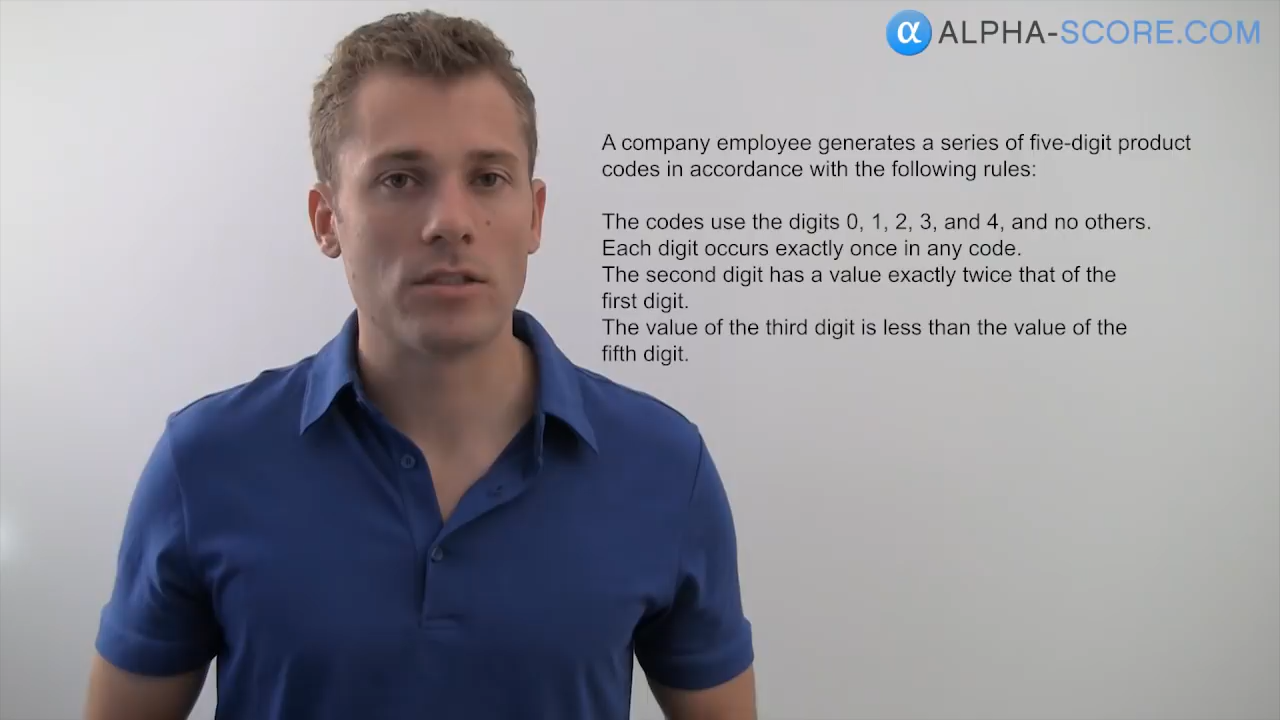 α ALPHA-SCORE.COM
A company employee generates a series of five-digit product
codes in accordance with the following rules:
The codes use the digits 0, 1, 2, 3, and 4, and no others.
Each digit occurs exactly once in any code.
The second digit has a value exactly twice that of the
first digit.
The value of the third digit is less than the value of the
fifth digit.